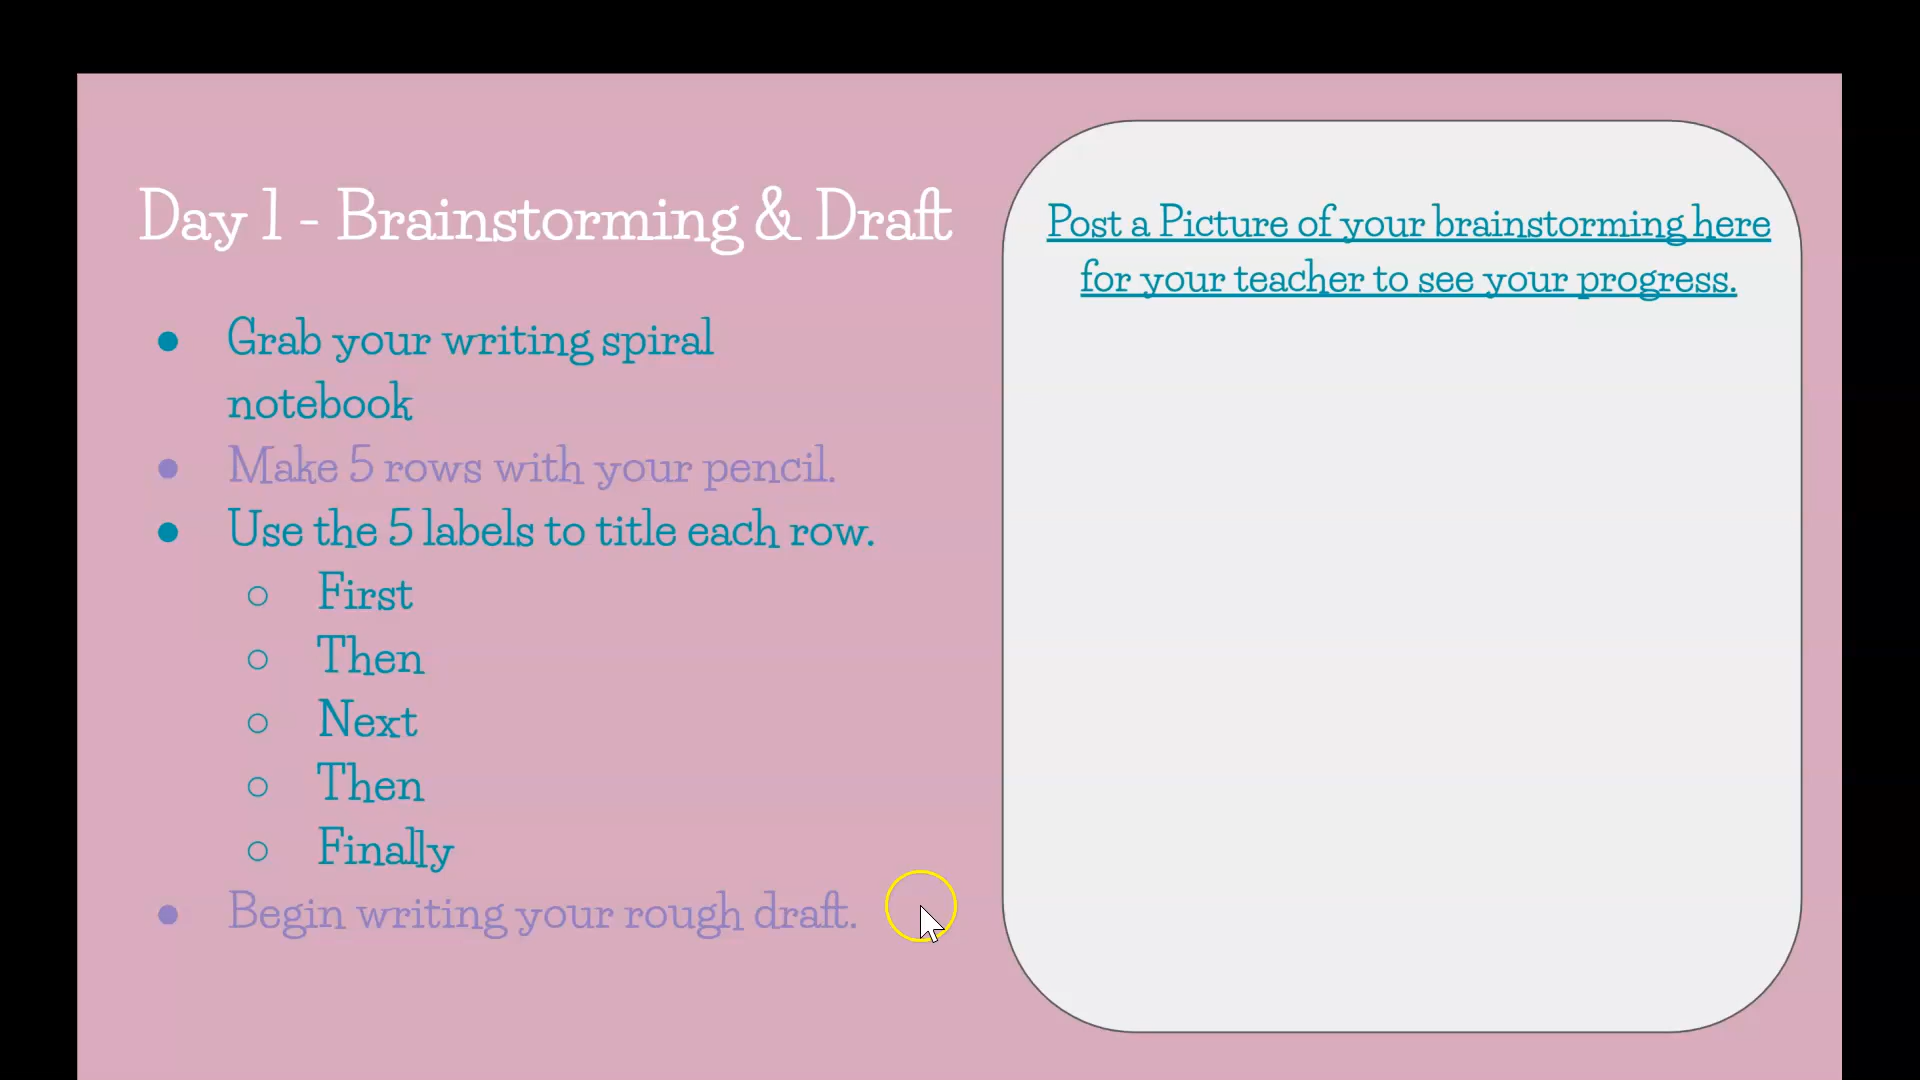 Day 1 - Brainstorming & Draft
Grab your writing spiral
notebook
Make 5 rows with your pencil.
Use the 5 labels to title each row.
First
Then
Next
Then
Finally
Begin writing your rough draft.
Post a Picture of your brainstorming here
for your teacher to see your progress.